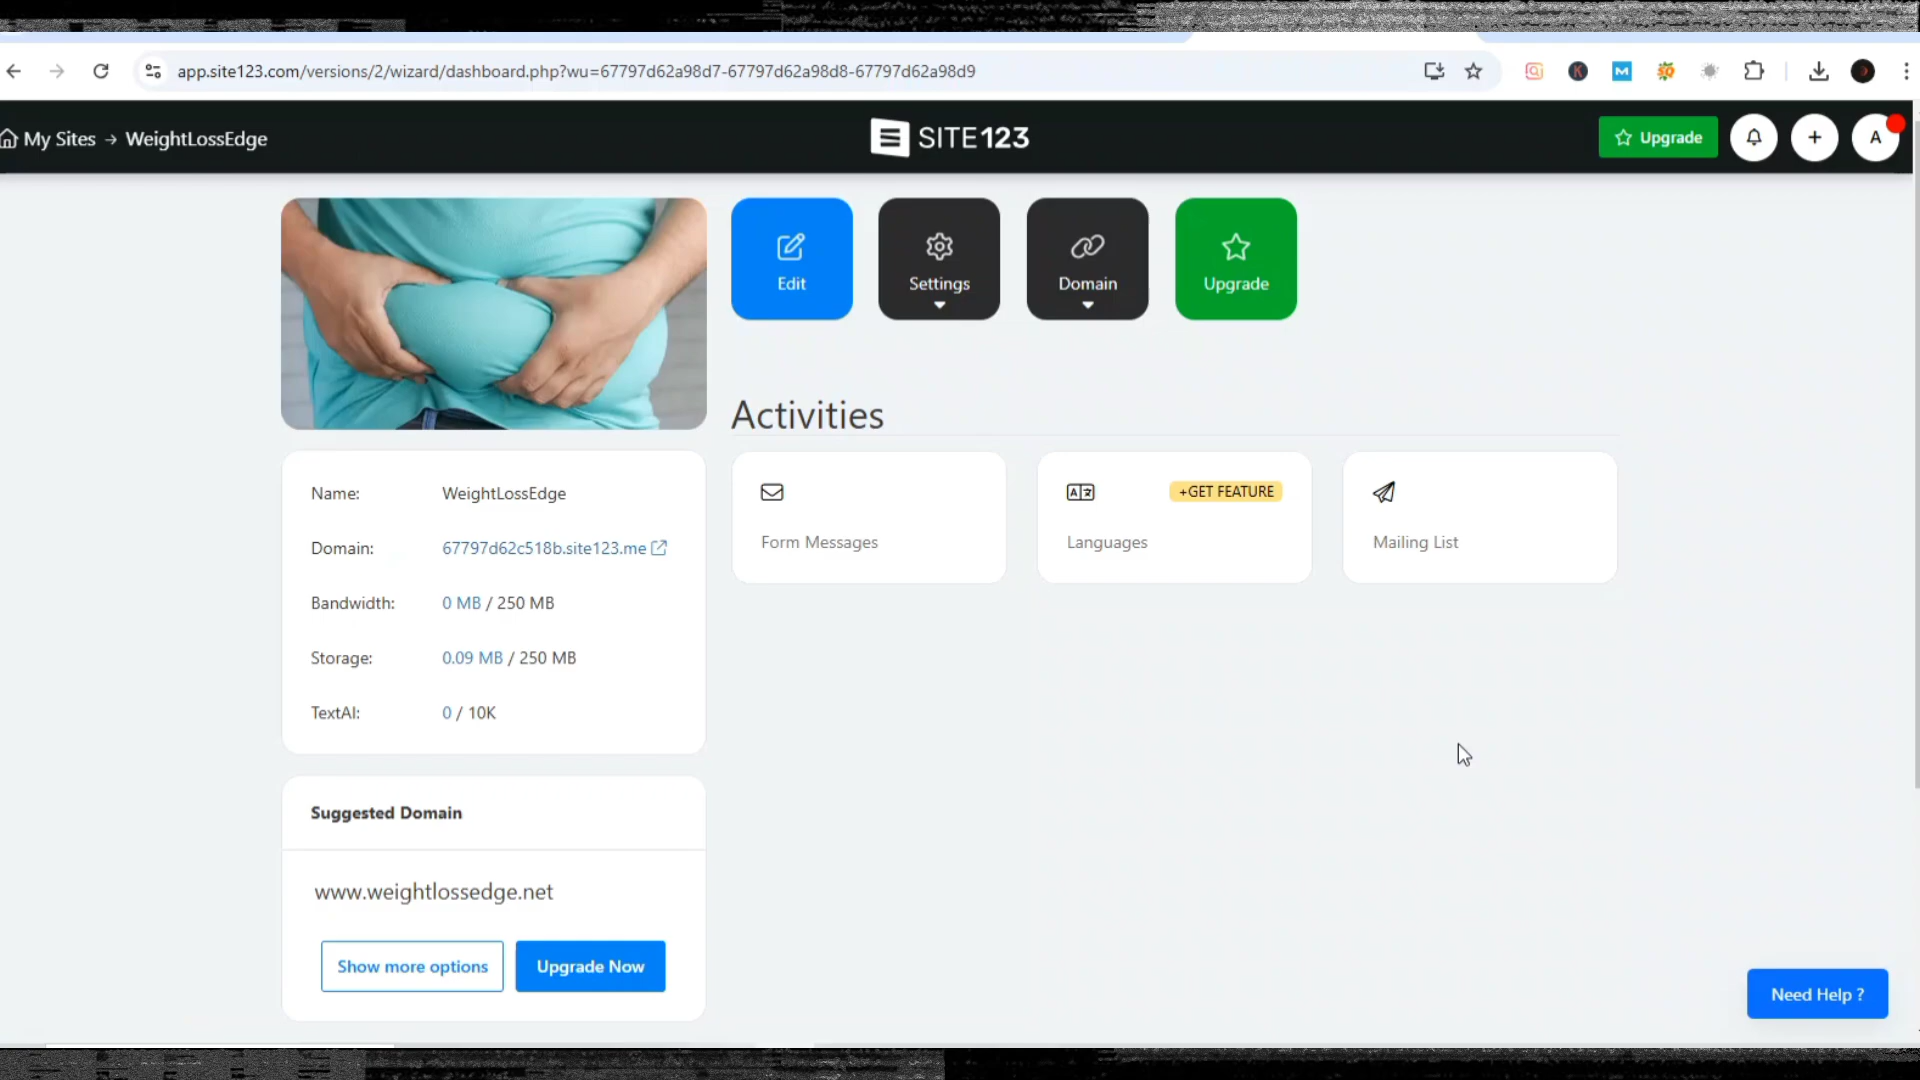 app.site123.com/versions/2/wizard/dashboard.php?wu=67797d62a98d7-67797d62a98d8-67797d62a98d9
My Sites → WeightLossEdge
SITE123
Upgrade
A
Edit
Settings
Domain
Upgrade
Activities
Form Messages
+GET FEATURE
Languages
Mailing List
Name: WeightLossEdge
Domain: 67797d62c518b.site123.me
Bandwidth: 0 MB / 250 MB
Storage: 0.09 MB / 250 MB
TextAI: 0 / 10K
Suggested Domain
www.weightlossedge.net
Show more options
Upgrade Now
Need Help ?